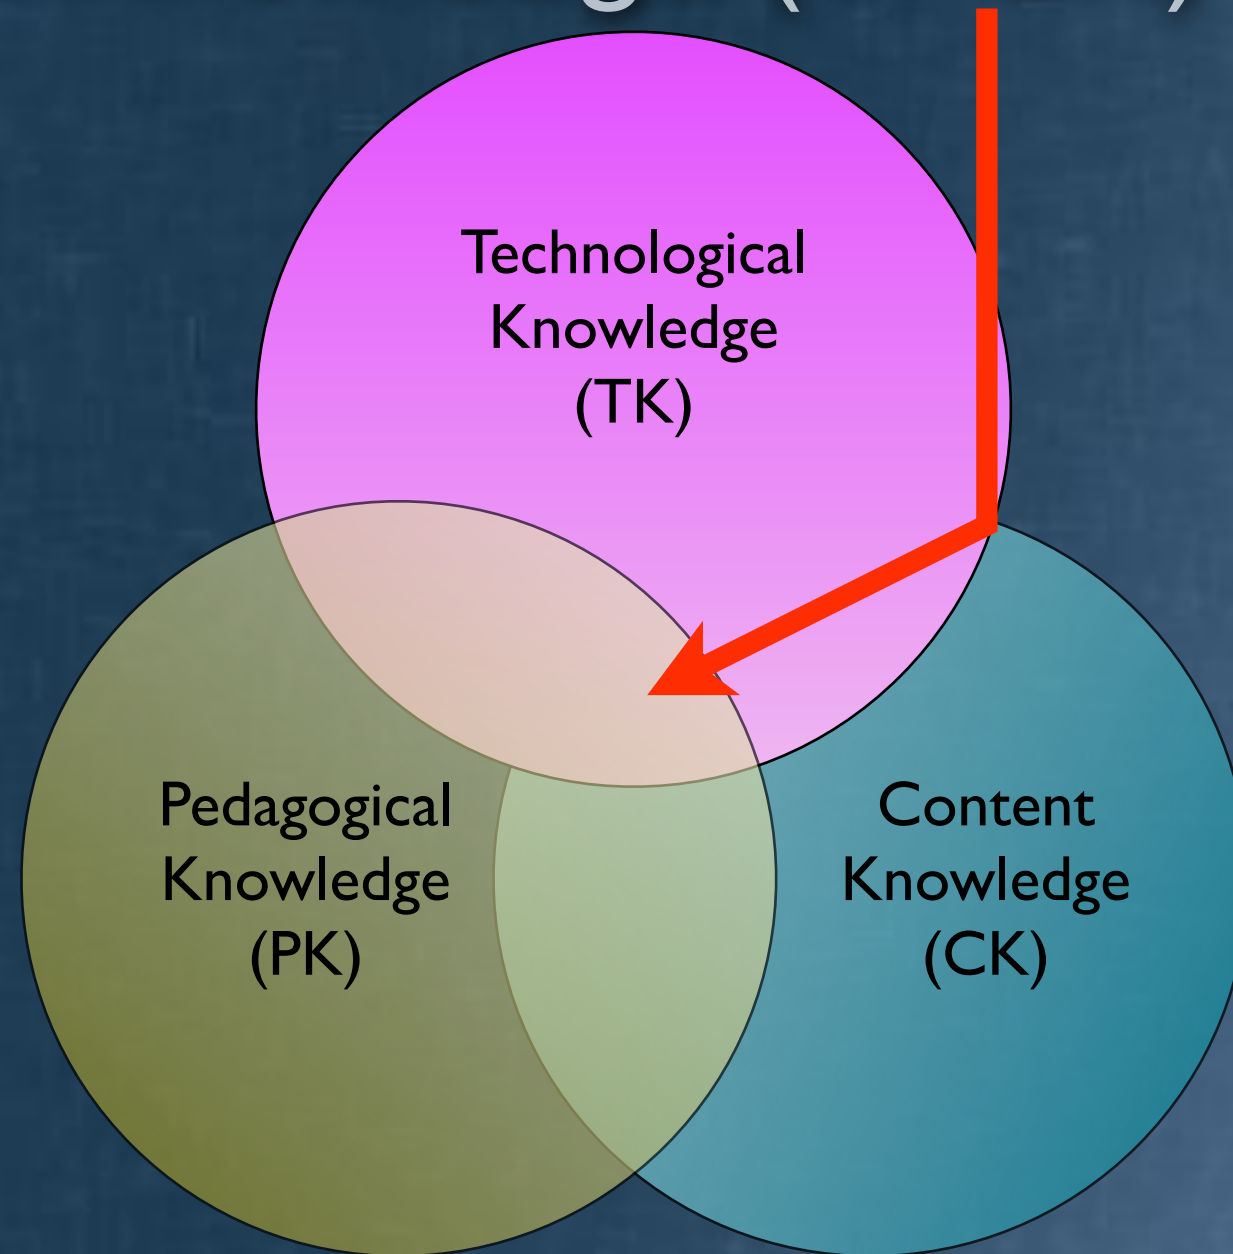 Technological
Knowledge
(TK)
Pedagogical
Knowledge
(PK)
Content
Knowledge
(CK)